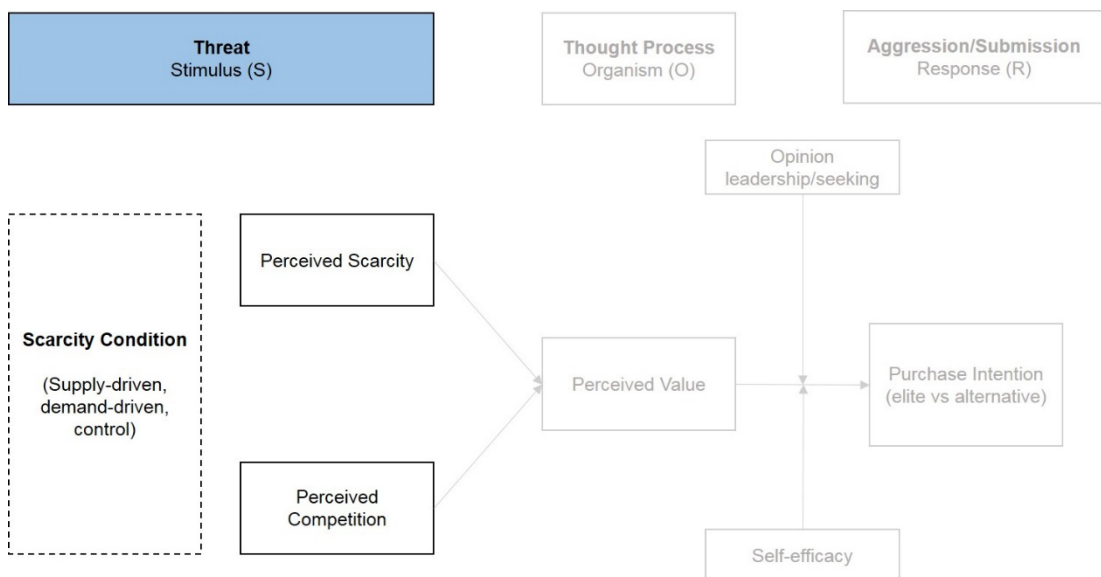 Threat
Stimulus (S)
Thought Process
Organism (O)
Aggression/Submission
Response (R)
Opinion
leadership/seeking
Perceived Scarcity
Scarcity Condition
(Supply-driven,
demand-driven,
control)
Perceived Value
Purchase Intention
(elite vs alternative)
Perceived
Competition
Self-efficacy